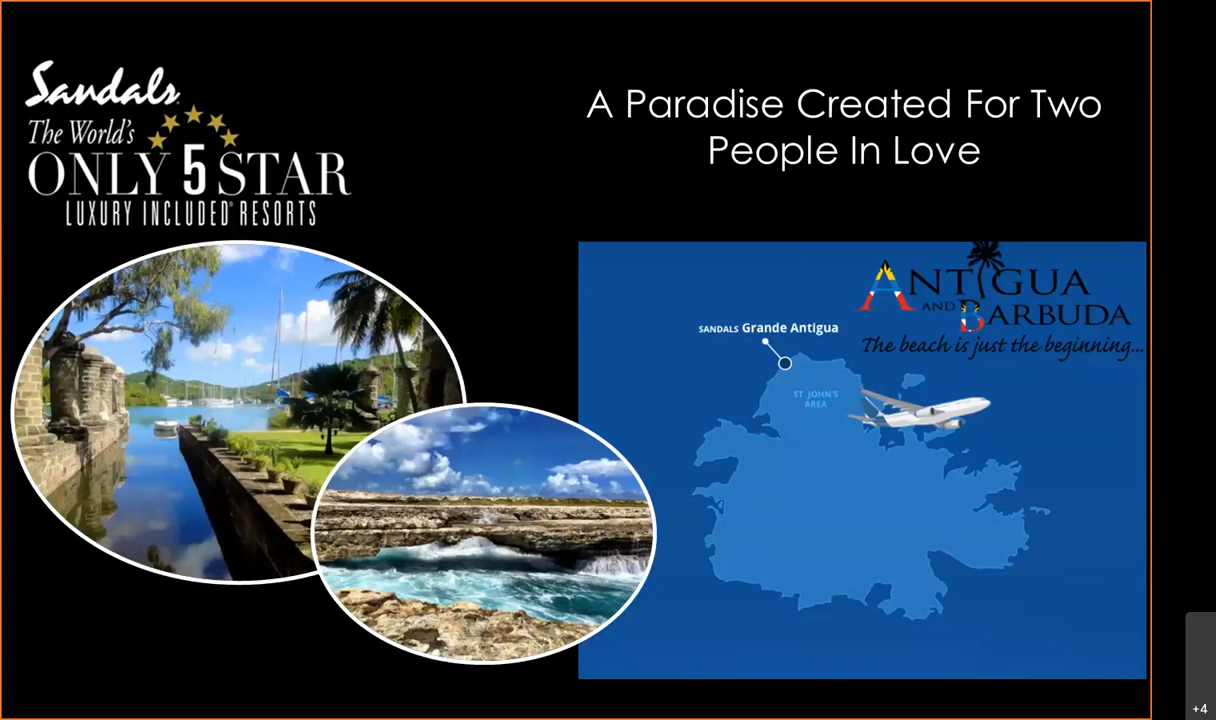 Sandals
The World's
ONLY 5 STAR
LUXURY INCLUDED® RESORTS
A Paradise Created For Two
People In Love
ANTIGUA
AND BARBUDA
The beach is just the beginning...
SANDALS Grande Antigua
ST. JOHN'S
AREA
+4